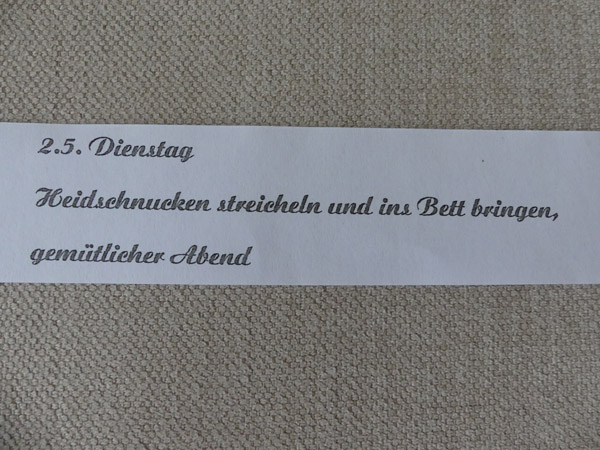 2.5. Dienstag
Heidschnucken streicheln und ins Bett bringen,
gemütlicher Abend